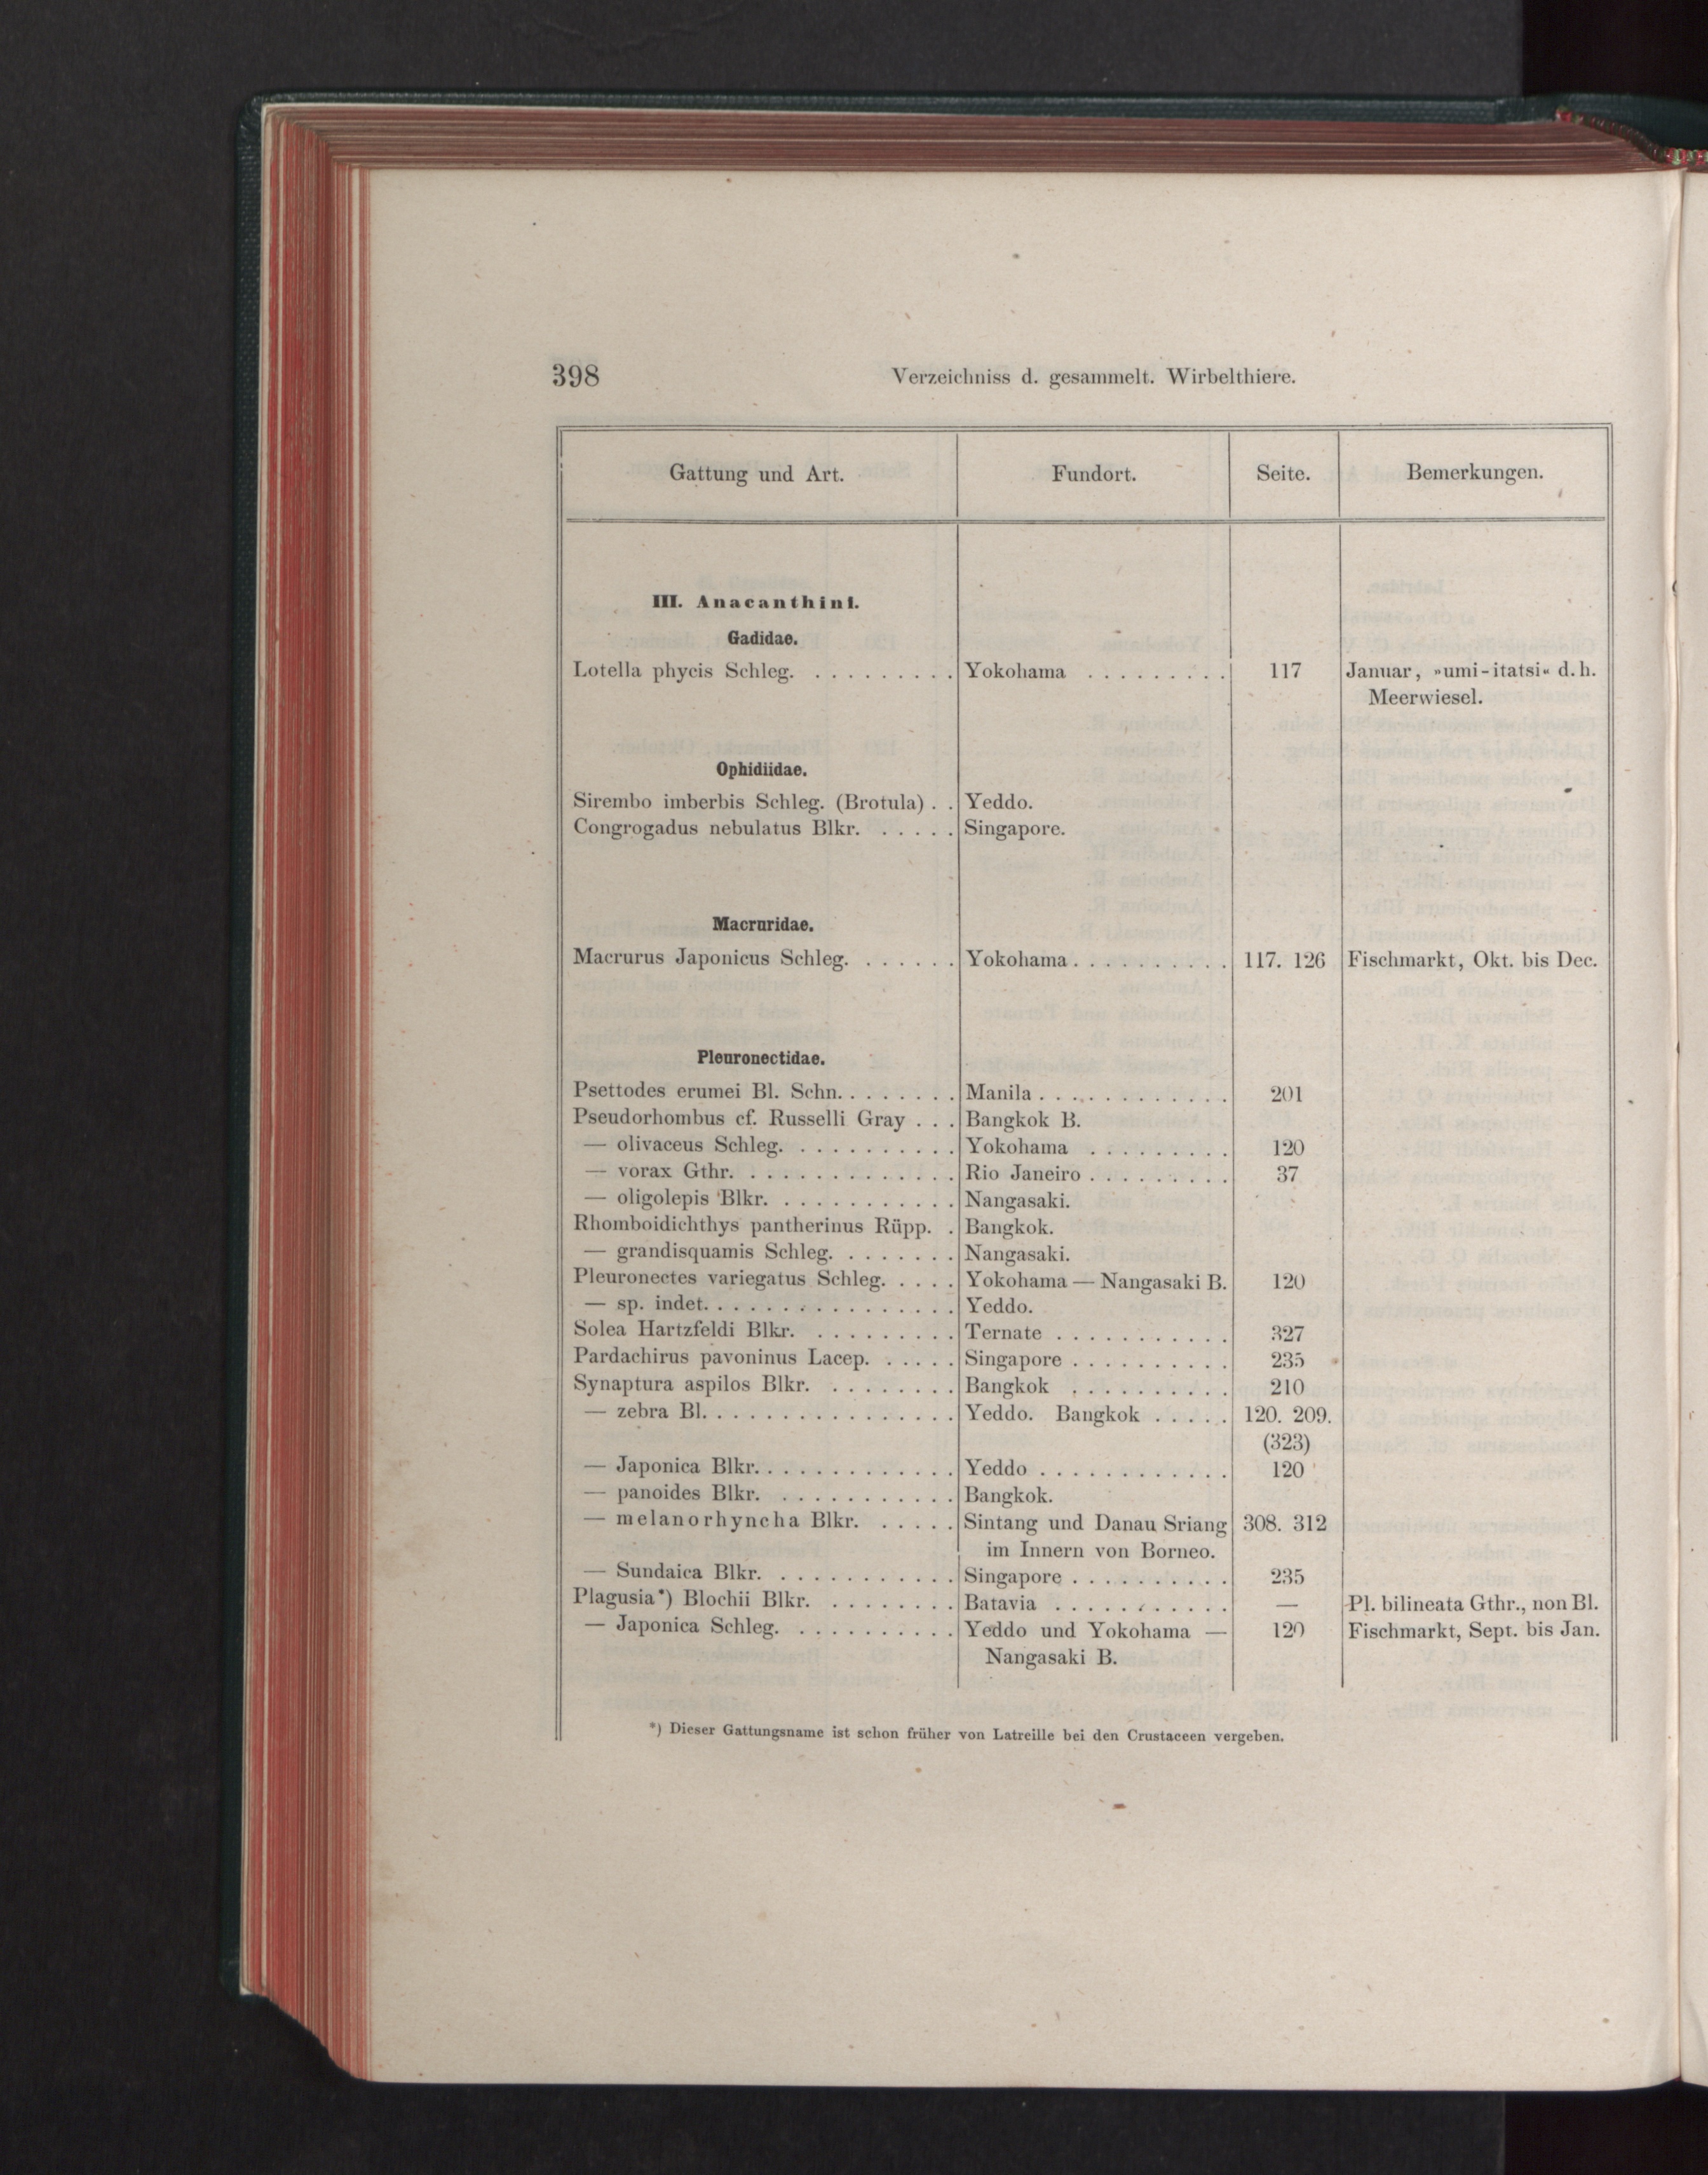 398 Verzeichniss d. gesammelt. Wirbelthiere.
Gattung und Art. Fundort. Seite. Bemerkungen.
III. Anacanthini.
Gadidae.
Lotella phycis Schleg. . . . . . . . . . Yokohama . . . . . . . . . 117 Januar, »umi-itatsi« d. h.
Meerwiesel.
Ophidiidae.
Sirembo imberbis Schleg. (Brotula) . . Yeddo.
Congrogadus nebulatus Blkr. . . . . . Singapore.
Macruridae.
Macrurus Japonicus Schleg. . . . . . . Yokohama . . . . . . . . . . 117. 126 Fischmarkt, Okt. bis Dec.
Pleuronectidae.
Psettodes erumei Bl. Schn. . . . . . . . Manila . . . . . . . . . . . . 201
Pseudorhombus cf. Russelli Gray . . . Bangkok B.
— olivaceus Schleg. . . . . . . . . . . Yokohama . . . . . . . . . 120
— vorax Gthr. . . . . . . . . . . . . . Rio Janeiro . . . . . . . . . 37
— oligolepis Blkr. . . . . . . . . . . . Nangasaki.
Rhomboidichthys pantherinus Rüpp. . Bangkok.
— grandisquamis Schleg. . . . . . . . Nangasaki.
Pleuronectes variegatus Schleg. . . . . Yokohama — Nangasaki B. 120
— sp. indet. . . . . . . . . . . . . . . . Yeddo.
Solea Hartzfeldi Blkr. . . . . . . . . . Ternate . . . . . . . . . . . 327
Pardachirus pavoninus Lacep. . . . . . Singapore . . . . . . . . . . 235
Synaptura aspilos Blkr. . . . . . . . . Bangkok . . . . . . . . . . 210
— zebra Bl. . . . . . . . . . . . . . . . Yeddo. Bangkok . . . . . 120. 209.
(323)
— Japonica Blkr. . . . . . . . . . . . . Yeddo . . . . . . . . . . . . 120
— panoides Blkr. . . . . . . . . . . . Bangkok.
— melanorhyncha Blkr. . . . . . Sintang und Danau Sriang 308. 312
im Innern von Borneo.
— Sundaica Blkr. . . . . . . . . . . . Singapore . . . . . . . . . . 235
Plagusia*) Blochii Blkr. . . . . . . . . Batavia . . . . . . . . . . . — Pl. bilineata Gthr., non Bl.
— Japonica Schleg. . . . . . . . . . . Yeddo und Yokohama — 120 Fischmarkt, Sept. bis Jan.
Nangasaki B.
*) Dieser Gattungsname ist schon früher von Latreille bei den Crustaceen vergeben.